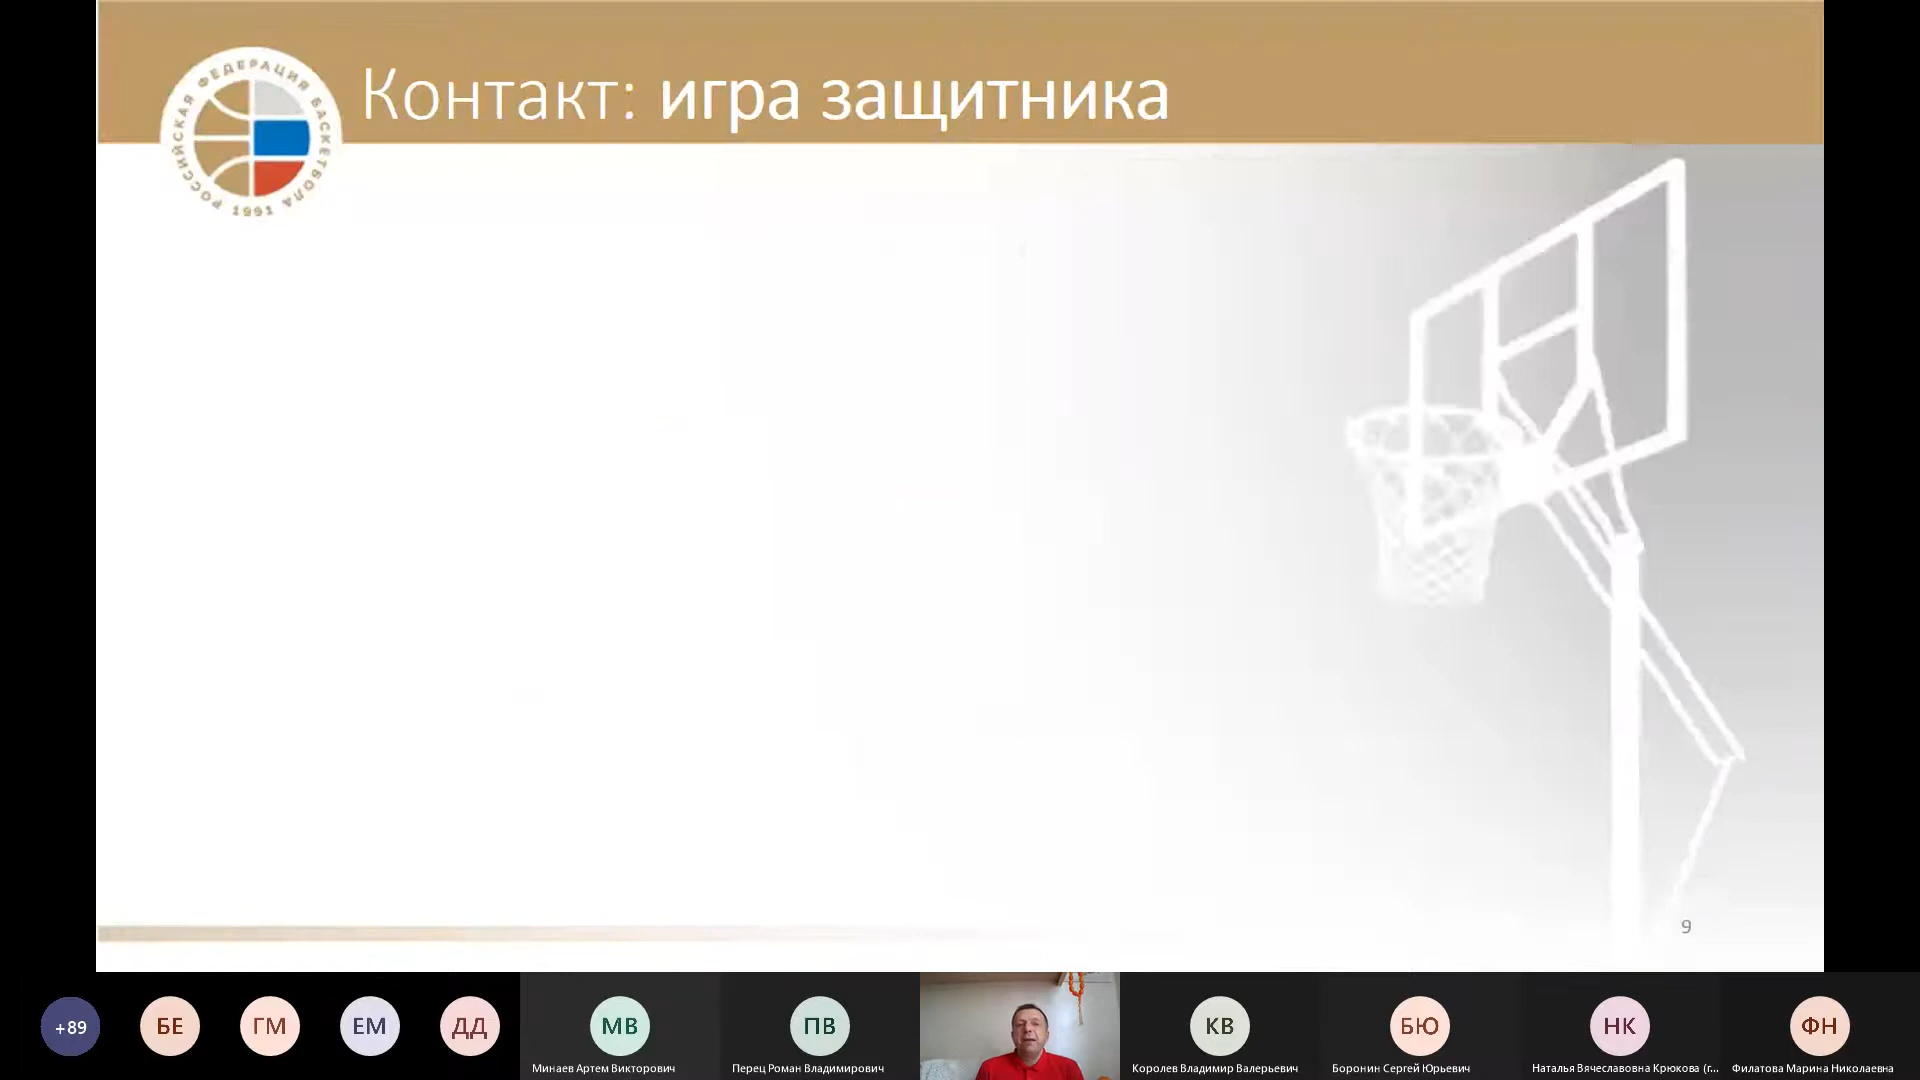 РОССИЙСКАЯ ФЕДЕРАЦИЯ БАСКЕТБОЛА
1991
Контакт: игра защитника
9
+89
БЕ
ГМ
ЕМ
ДД
МВ
ПВ
КВ
БЮ
НК
ФН
Минаев Артем Викторович
Перец Роман Владимирович
Королев Владимир Валерьевич
Боронин Сергей Юрьевич
Наталья Вячеславовна Крюкова (г...
Филатова Марина Николаевна